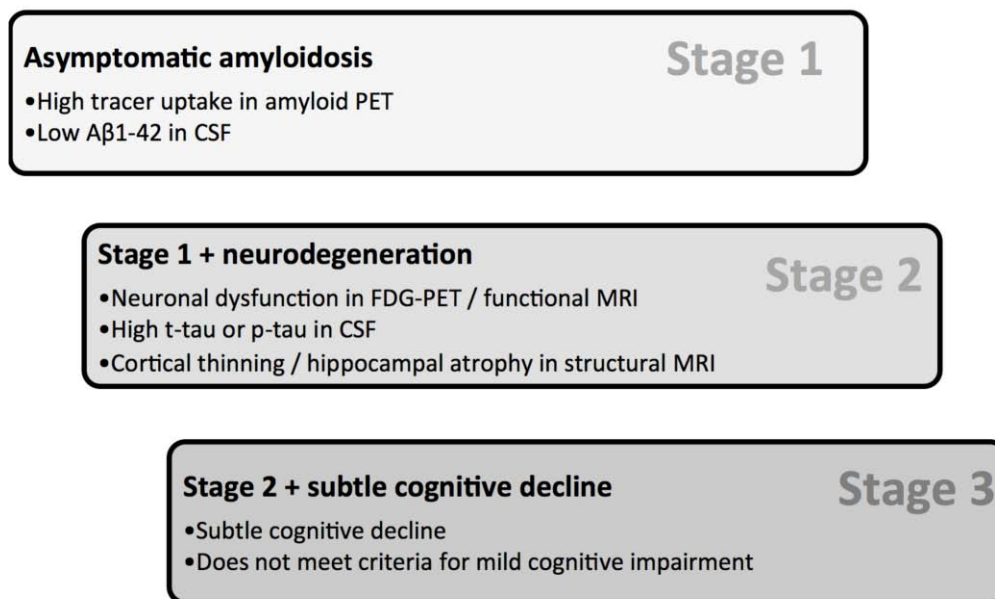 Asymptomatic amyloidosis
Stage 1
•High tracer uptake in amyloid PET
•Low Aβ1-42 in CSF
Stage 1 + neurodegeneration
Stage 2
•Neuronal dysfunction in FDG-PET / functional MRI
•High t-tau or p-tau in CSF
•Cortical thinning / hippocampal atrophy in structural MRI
Stage 2 + subtle cognitive decline
Stage 3
•Subtle cognitive decline
•Does not meet criteria for mild cognitive impairment